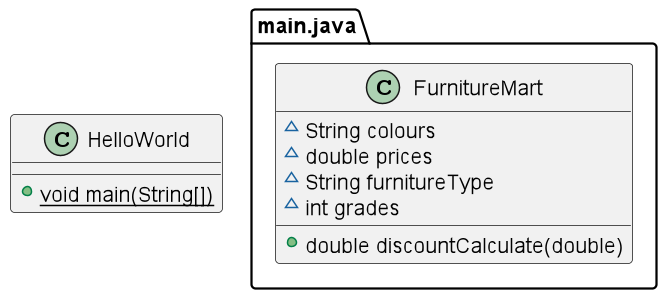 main.java
C HelloWorld
void main(String[])
C FurnitureMart
String colours
double prices
String furnitureType
int grades
double discountCalculate(double)